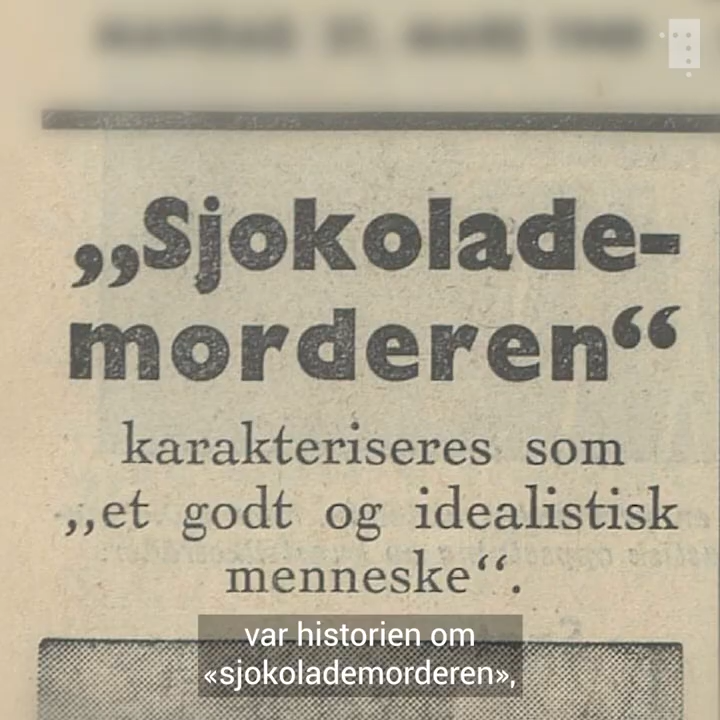 „Sjokolade-
morderen“
karakteriseres som
„et godt og idealistisk
menneske“.
var historien om
«sjokolademorderen»,